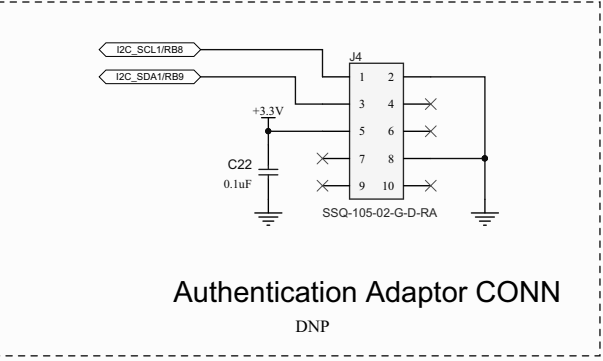 J4
I2C_SCL1/RB8
I2C_SDA1/RB9
1 2
3 4
+3.3V
5 6
7 8
C22
0.1uF
9 10
SSQ-105-02-G-D-RA
Authentication Adaptor CONN
DNP